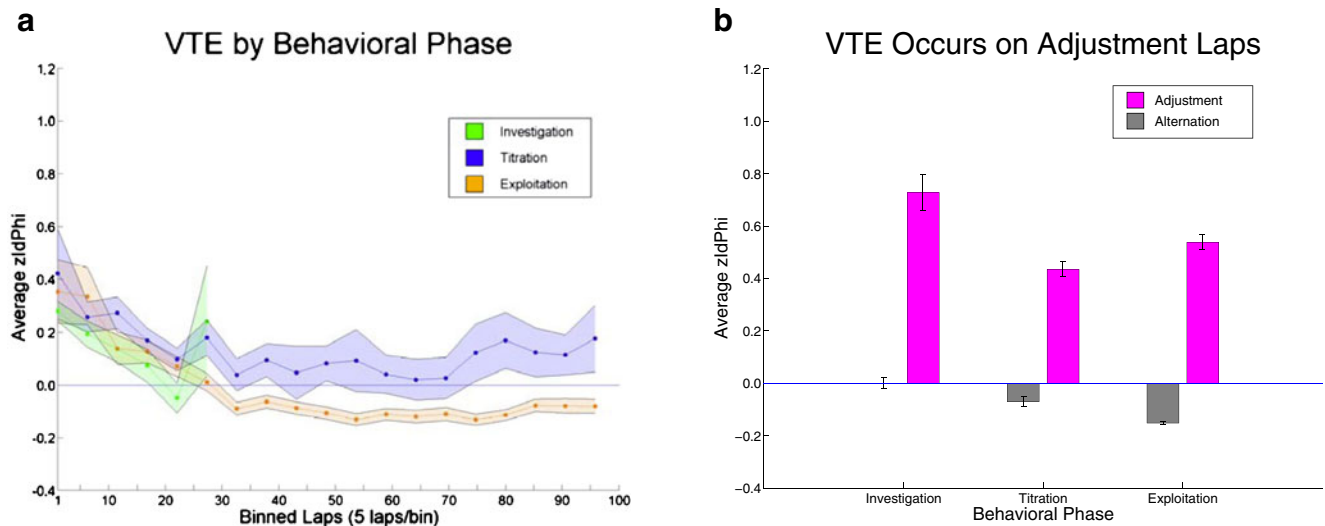 a
VTE by Behavioral Phase
1.2
1.0
0.8
0.6
0.4
0.2
0.0
−0.2
-0.4
Average zIdPhi
Investigation
Titration
Exploitation
1 10 20 30 40 50 60 70 80 90 100
Binned Laps (5 laps/bin)
b
VTE Occurs on Adjustment Laps
1.2
1.0
0.8
0.6
0.4
0.2
0.0
−0.2
−0.4
Average zIdPhi
Adjustment
Alternation
Investigation Titration Exploitation
Behavioral Phase